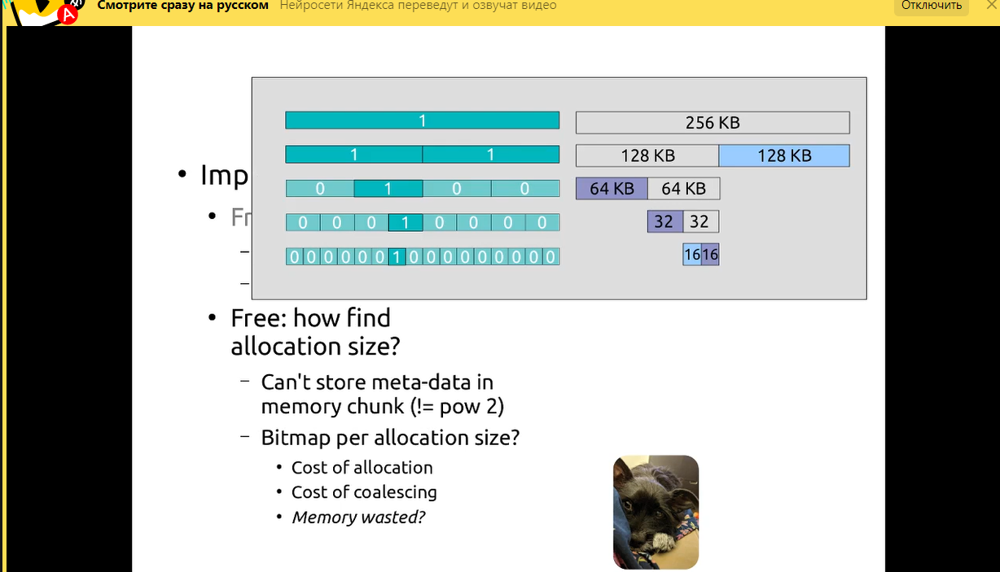 Смотрите сразу на русском Нейросети Яндекса переведут и озвучат видео Отключить
A
1 256 KB
1 1 128 KB 128 KB
• Imp
0 1 0 0 64 KB 64 KB
• Fr
0 0 0 1 0 0 0 0 32 32
–
0 0 0 0 0 0 1 0 0 0 0 0 0 0 0 0 16 16
–
• Free: how find
allocation size?
– Can't store meta-data in
memory chunk (!= pow 2)
– Bitmap per allocation size?
• Cost of allocation
• Cost of coalescing
• Memory wasted?